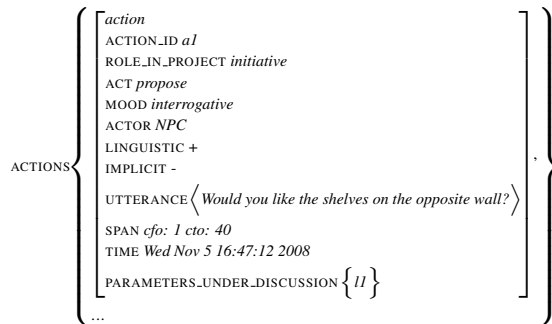 action
ACTION_ID a1
ROLE_IN_PROJECT initiative
ACT propose
MOOD interrogative
ACTOR NPC
LINGUISTIC +
ACTIONS { IMPLICIT - ,
UTTERANCE ⟨ Would you like the shelves on the opposite wall? ⟩
SPAN cfo: 1 cto: 40
TIME Wed Nov 5 16:47:12 2008
PARAMETERS_UNDER_DISCUSSION { l1 }
... }